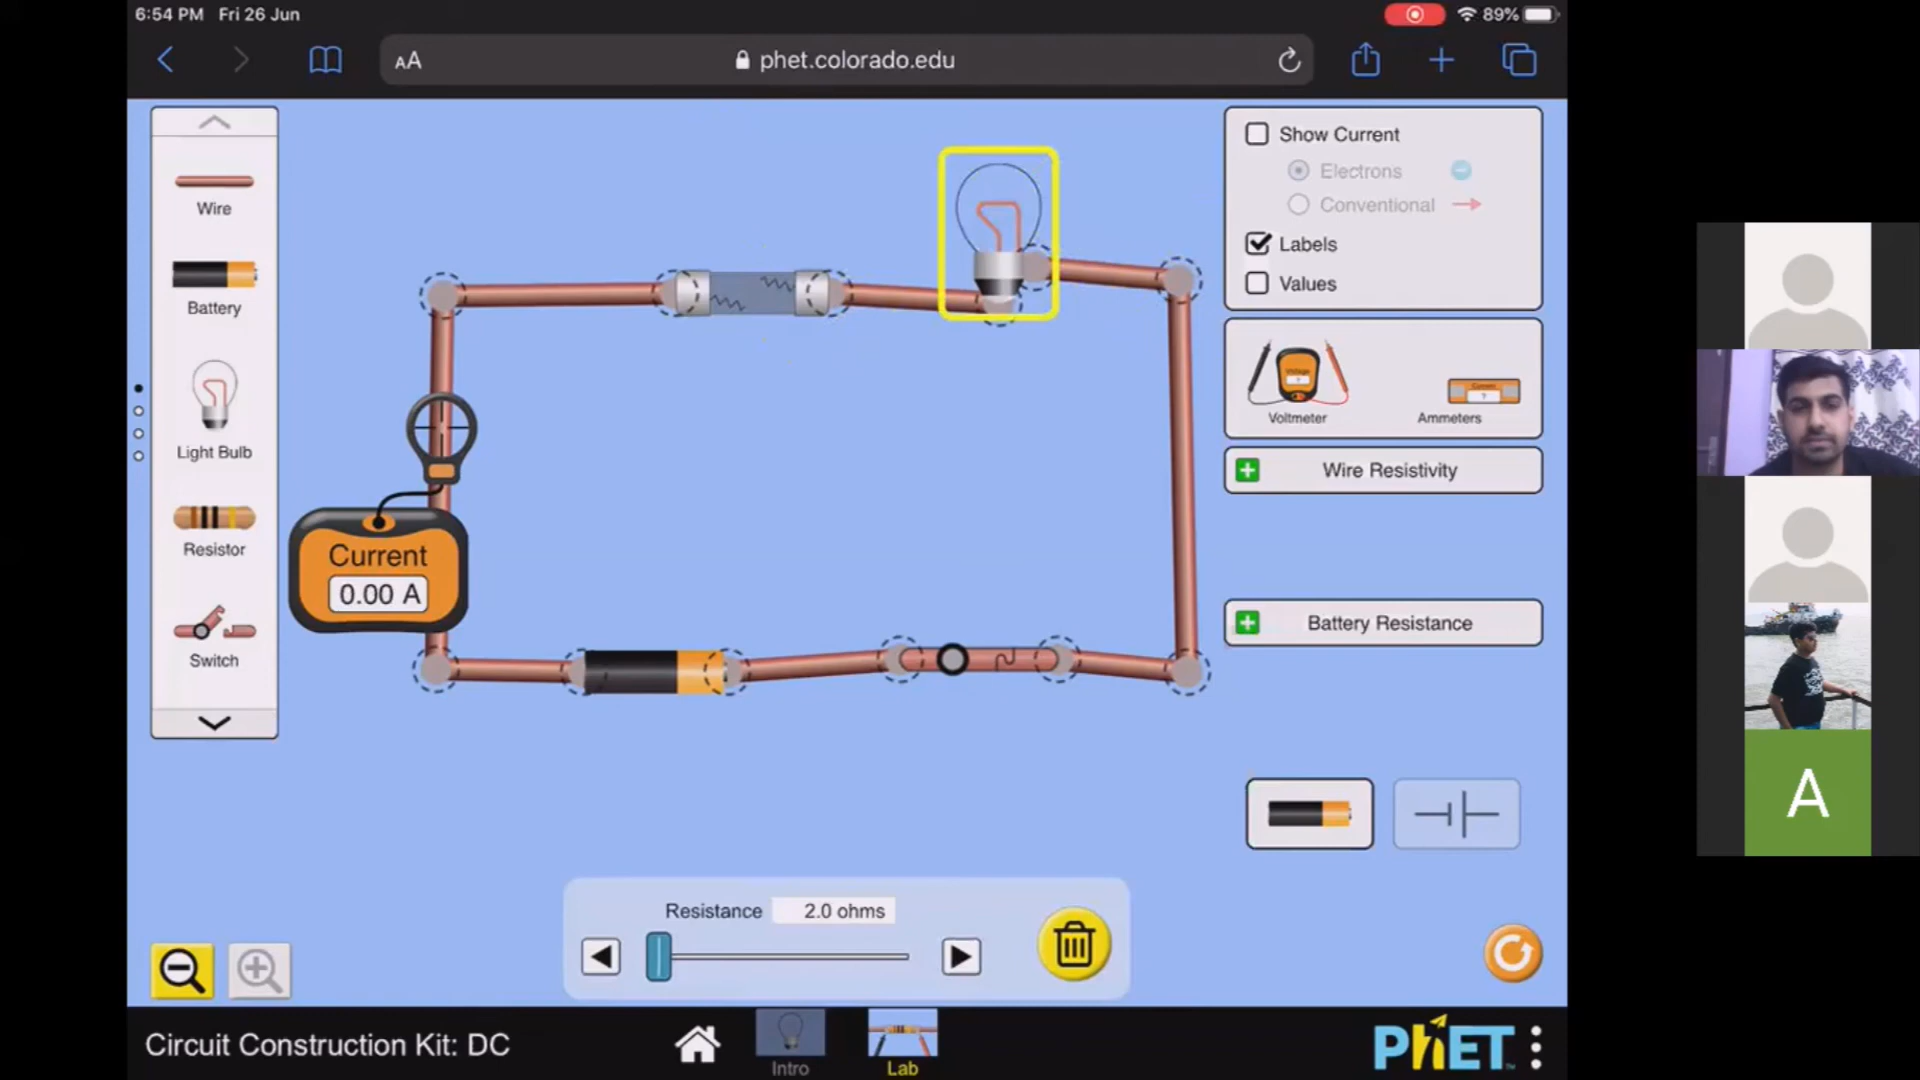 6:54 PM Fri 26 Jun
89%
AA
phet.colorado.edu
Wire
Battery
Light Bulb
Resistor
Switch
Show Current
Electrons
Conventional
Labels
Values
Voltage
?
Voltmeter
Current
?
Ammeters
Wire Resistivity
Battery Resistance
Current
0.00 A
Resistance 2.0 ohms
A
Circuit Construction Kit: DC
Intro
Lab
PhET